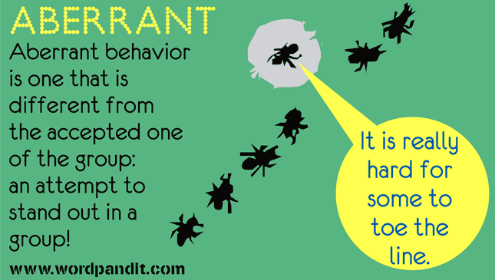 ABERRANT
Aberrant behavior
is one that is
different from
the accepted one
of the group:
an attempt to
stand out in a
group!
www.wordpandit.com
It is really
hard for
some to
toe the
line.